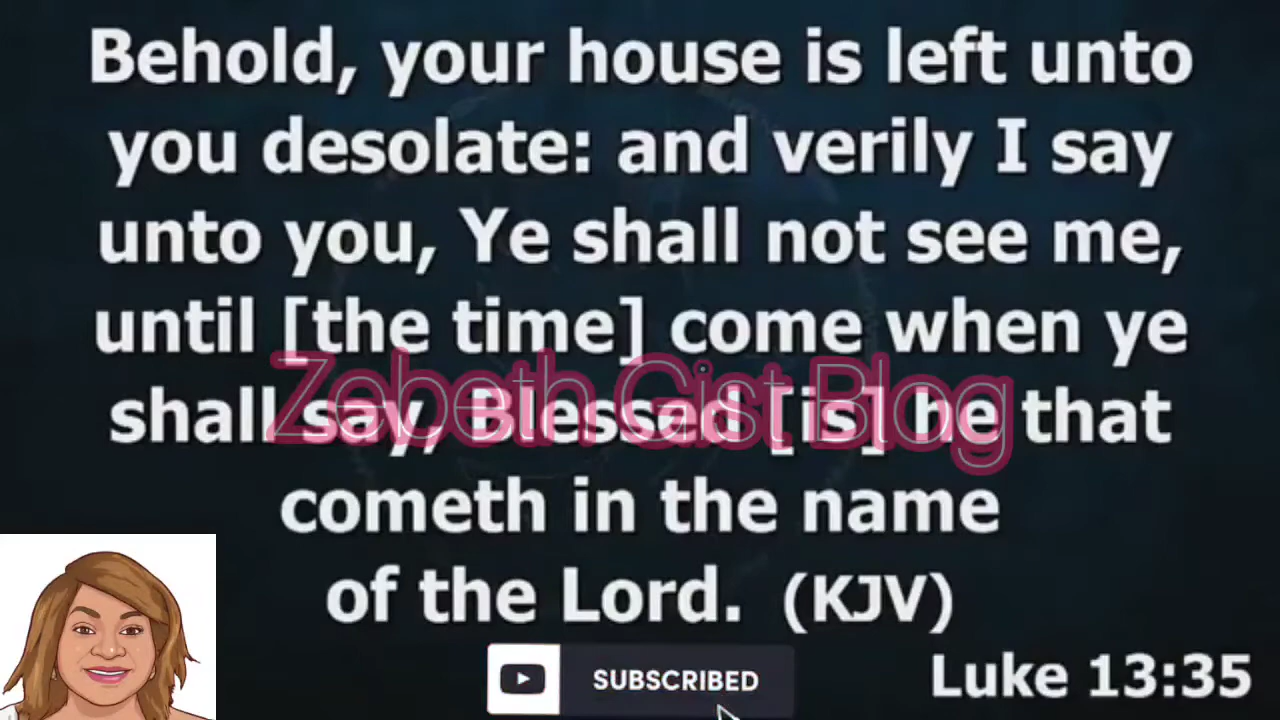 Behold, your house is left unto
you desolate: and verily I say
unto you, Ye shall not see me,
until [the time] come when ye
Zebeth Gist Blog
shall say, Blessed [is] he that
cometh in the name
of the Lord. (KJV)
SUBSCRIBED
Luke 13:35